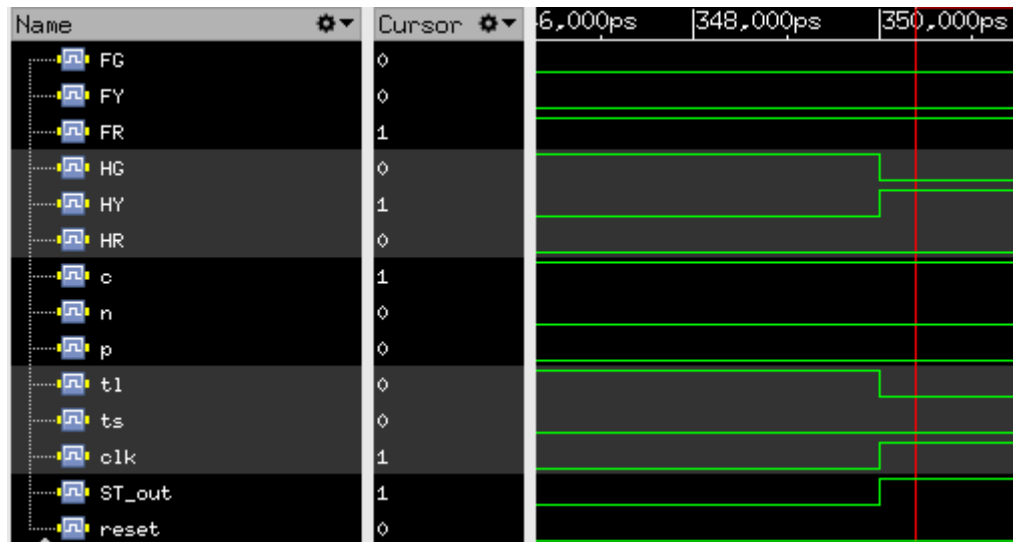 Name Cursor 6,000ps 348,000ps 350,000ps
FG 0
FY 0
FR 1
HG 0
HY 1
HR 0
c 1
n 0
p 0
tl 0
ts 0
clk 1
ST_out 1
reset 0